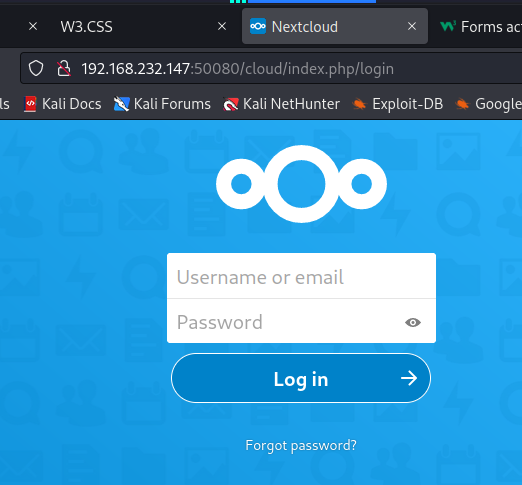 W3.CSS Nextcloud Forms act
192.168.232.147:50080/cloud/index.php/login
ls Kali Docs Kali Forums Kali NetHunter Exploit-DB Google
Username or email
Password
Log in
Forgot password?